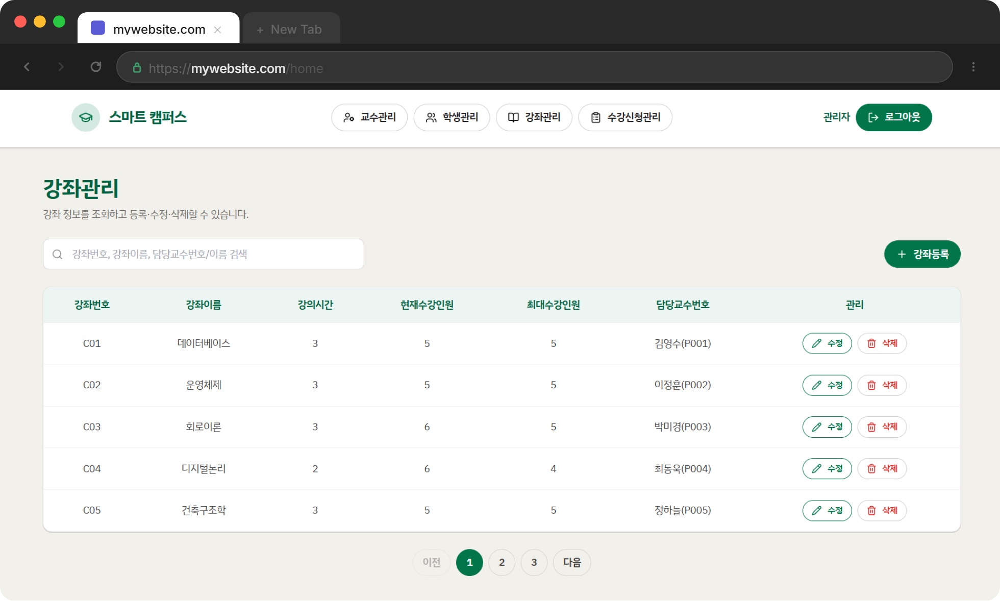 mywebsite.com
+ New Tab
https://mywebsite.com/home
스마트 캠퍼스
교수관리
학생관리
강좌관리
수강신청관리
관리자
로그아웃
강좌관리
강좌 정보를 조회하고 등록·수정·삭제할 수 있습니다.
강좌번호, 강좌이름, 담당교수번호/이름 검색
+ 강좌등록
강좌번호 강좌이름 강의시간 현재수강인원 최대수강인원 담당교수번호 관리
C01 데이터베이스 3 5 5 김영수(P001) 수정 삭제
C02 운영체제 3 5 5 이정훈(P002) 수정 삭제
C03 회로이론 3 6 5 박미경(P003) 수정 삭제
C04 디지털논리 2 6 4 최동욱(P004) 수정 삭제
C05 건축구조학 3 5 5 정하늘(P005) 수정 삭제
이전 1 2 3 다음